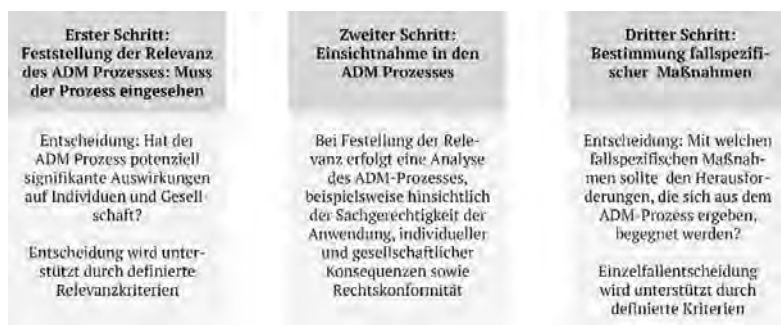 Erster Schritt:
Feststellung der Relevanz
des ADM Prozesses: Muss
der Prozess eingesehen
Entscheidung: Hat der
ADM Prozess potenziell
signifikante Auswirkungen
auf Individuen und Gesell-
schaft?
Entscheidung wird unter-
stützt durch definierte
Relevanzkriterien
Zweiter Schritt:
Einsichtnahme in den
ADM Prozesses
Bei Festellung der Rele-
vanz erfolgt eine Analyse
des ADM-Prozesses,
beispielsweise hinsichtlich
der Sachgerechtigkeit der
Anwendung, individueller
und gesellschaftlicher
Konsequenzen sowie
Rechtskonformität
Dritter Schritt:
Bestimmung fallspezifi-
scher Maßnahmen
Entscheidung: Mit welchen
fallspezifischen Maßnah-
men sollte den Herausfor-
derungen, die sich aus dem
ADM-Prozess ergeben,
begegnet werden?
Einzelfallentscheidung
wird unterstützt durch
definierte Kriterien